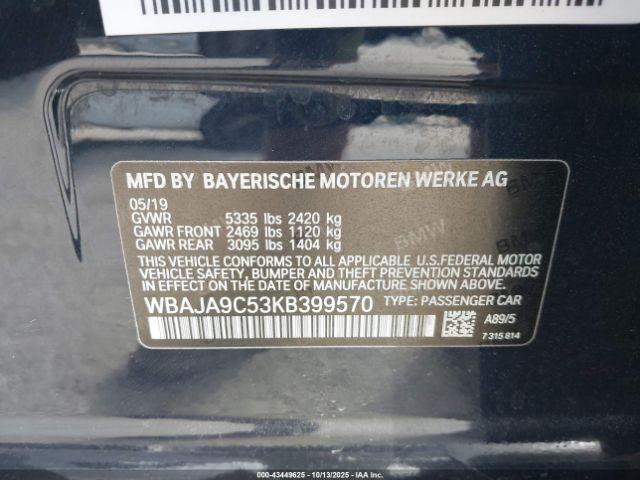 MFD BY BAYERISCHE MOTOREN WERKE AG
05/19
GVWR 5335 lbs 2420 kg
GAWR FRONT 2469 lbs 1120 kg
GAWR REAR 3095 lbs 1404 kg
THIS VEHICLE CONFORMS TO ALL APPLICABLE U.S.FEDERAL MOTOR
VEHICLE SAFETY, BUMPER AND THEFT PREVENTION
STANDARDS IN EFFECT ON THE DATE OF MANUFACTURE SHOWN ABOVE.
WBAJA9C53KB399570 TYPE: PASSENGER CAR
A89/5
7 315 814
000-43449625 - 10/13/2025 - WWW.IAAI.COM